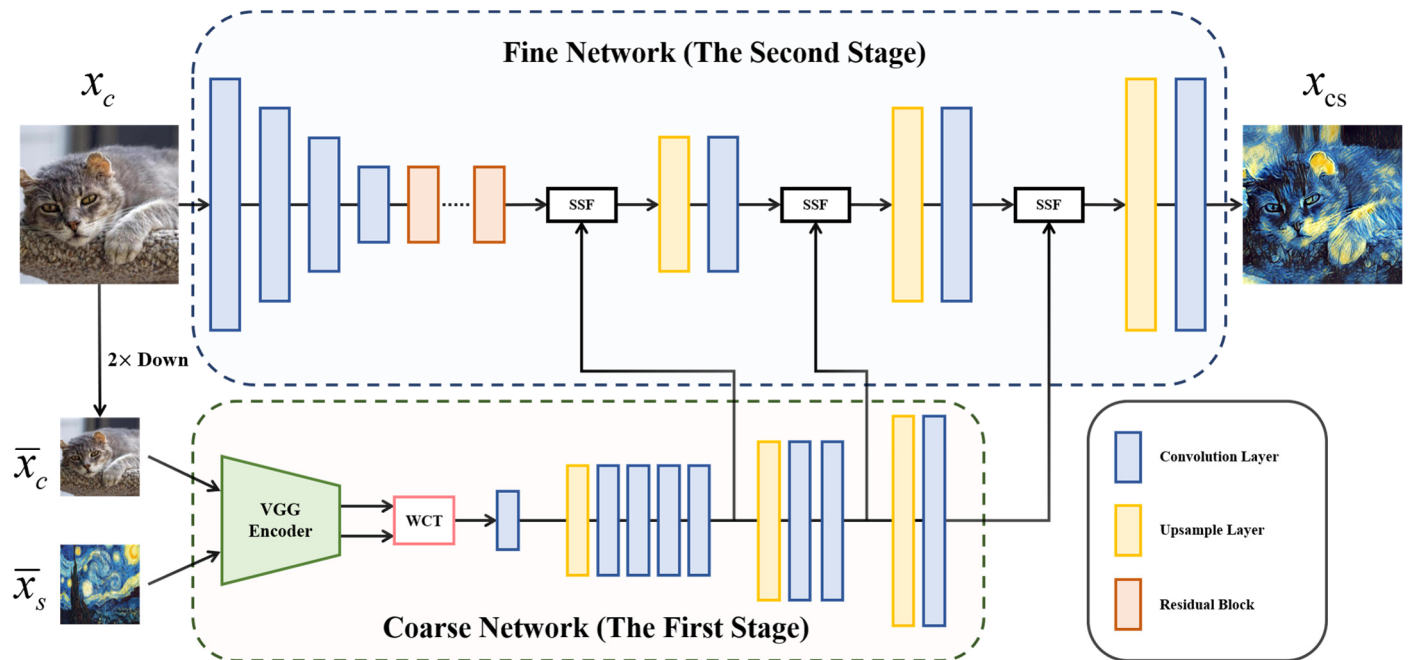 Fine Network (The Second Stage)
x_c
x_cs
SSF
SSF
SSF
2× Down
x̅_c
x̅_s
VGG
Encoder
WCT
Coarse Network (The First Stage)
Convolution Layer
Upsample Layer
Residual Block